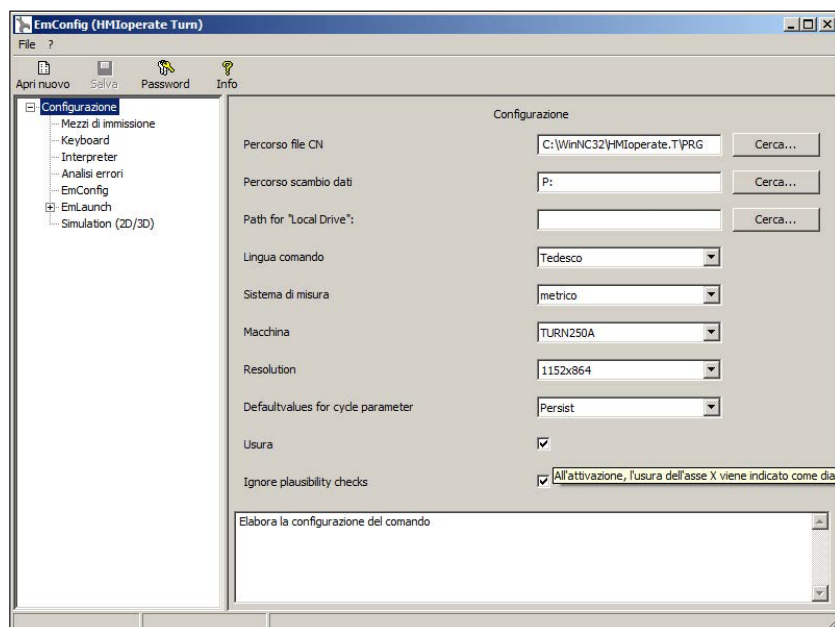 EmConfig (HMIoperate Turn)
File ?
Apri nuovo Salva Password Info
Configurazione
Mezzi di immissione
Keyboard
Interpreter
Analisi errori
EmConfig
EmLaunch
Simulation (2D/3D)
Configurazione
Percorso file CN C:\WinNC32\HMIoperate.T\PRG Cerca...
Percorso scambio dati P: Cerca...
Path for "Local Drive": Cerca...
Lingua comando Tedesco
Sistema di misura metrico
Macchina TURN250A
Resolution 1152x864
Defaultvalues for cycle parameter Persist
Usura
Ignore plausibility checks All'attivazione, l'usura dell'asse X viene indicato come dia
Elabora la configurazione del comando